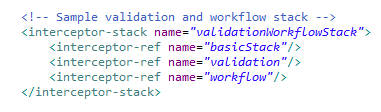 <!-- Sample validation and workflow stack -->
<interceptor-stack name="validationWorkflowStack">
    <interceptor-ref name="basicStack"/>
    <interceptor-ref name="validation"/>
    <interceptor-ref name="workflow"/>
</interceptor-stack>